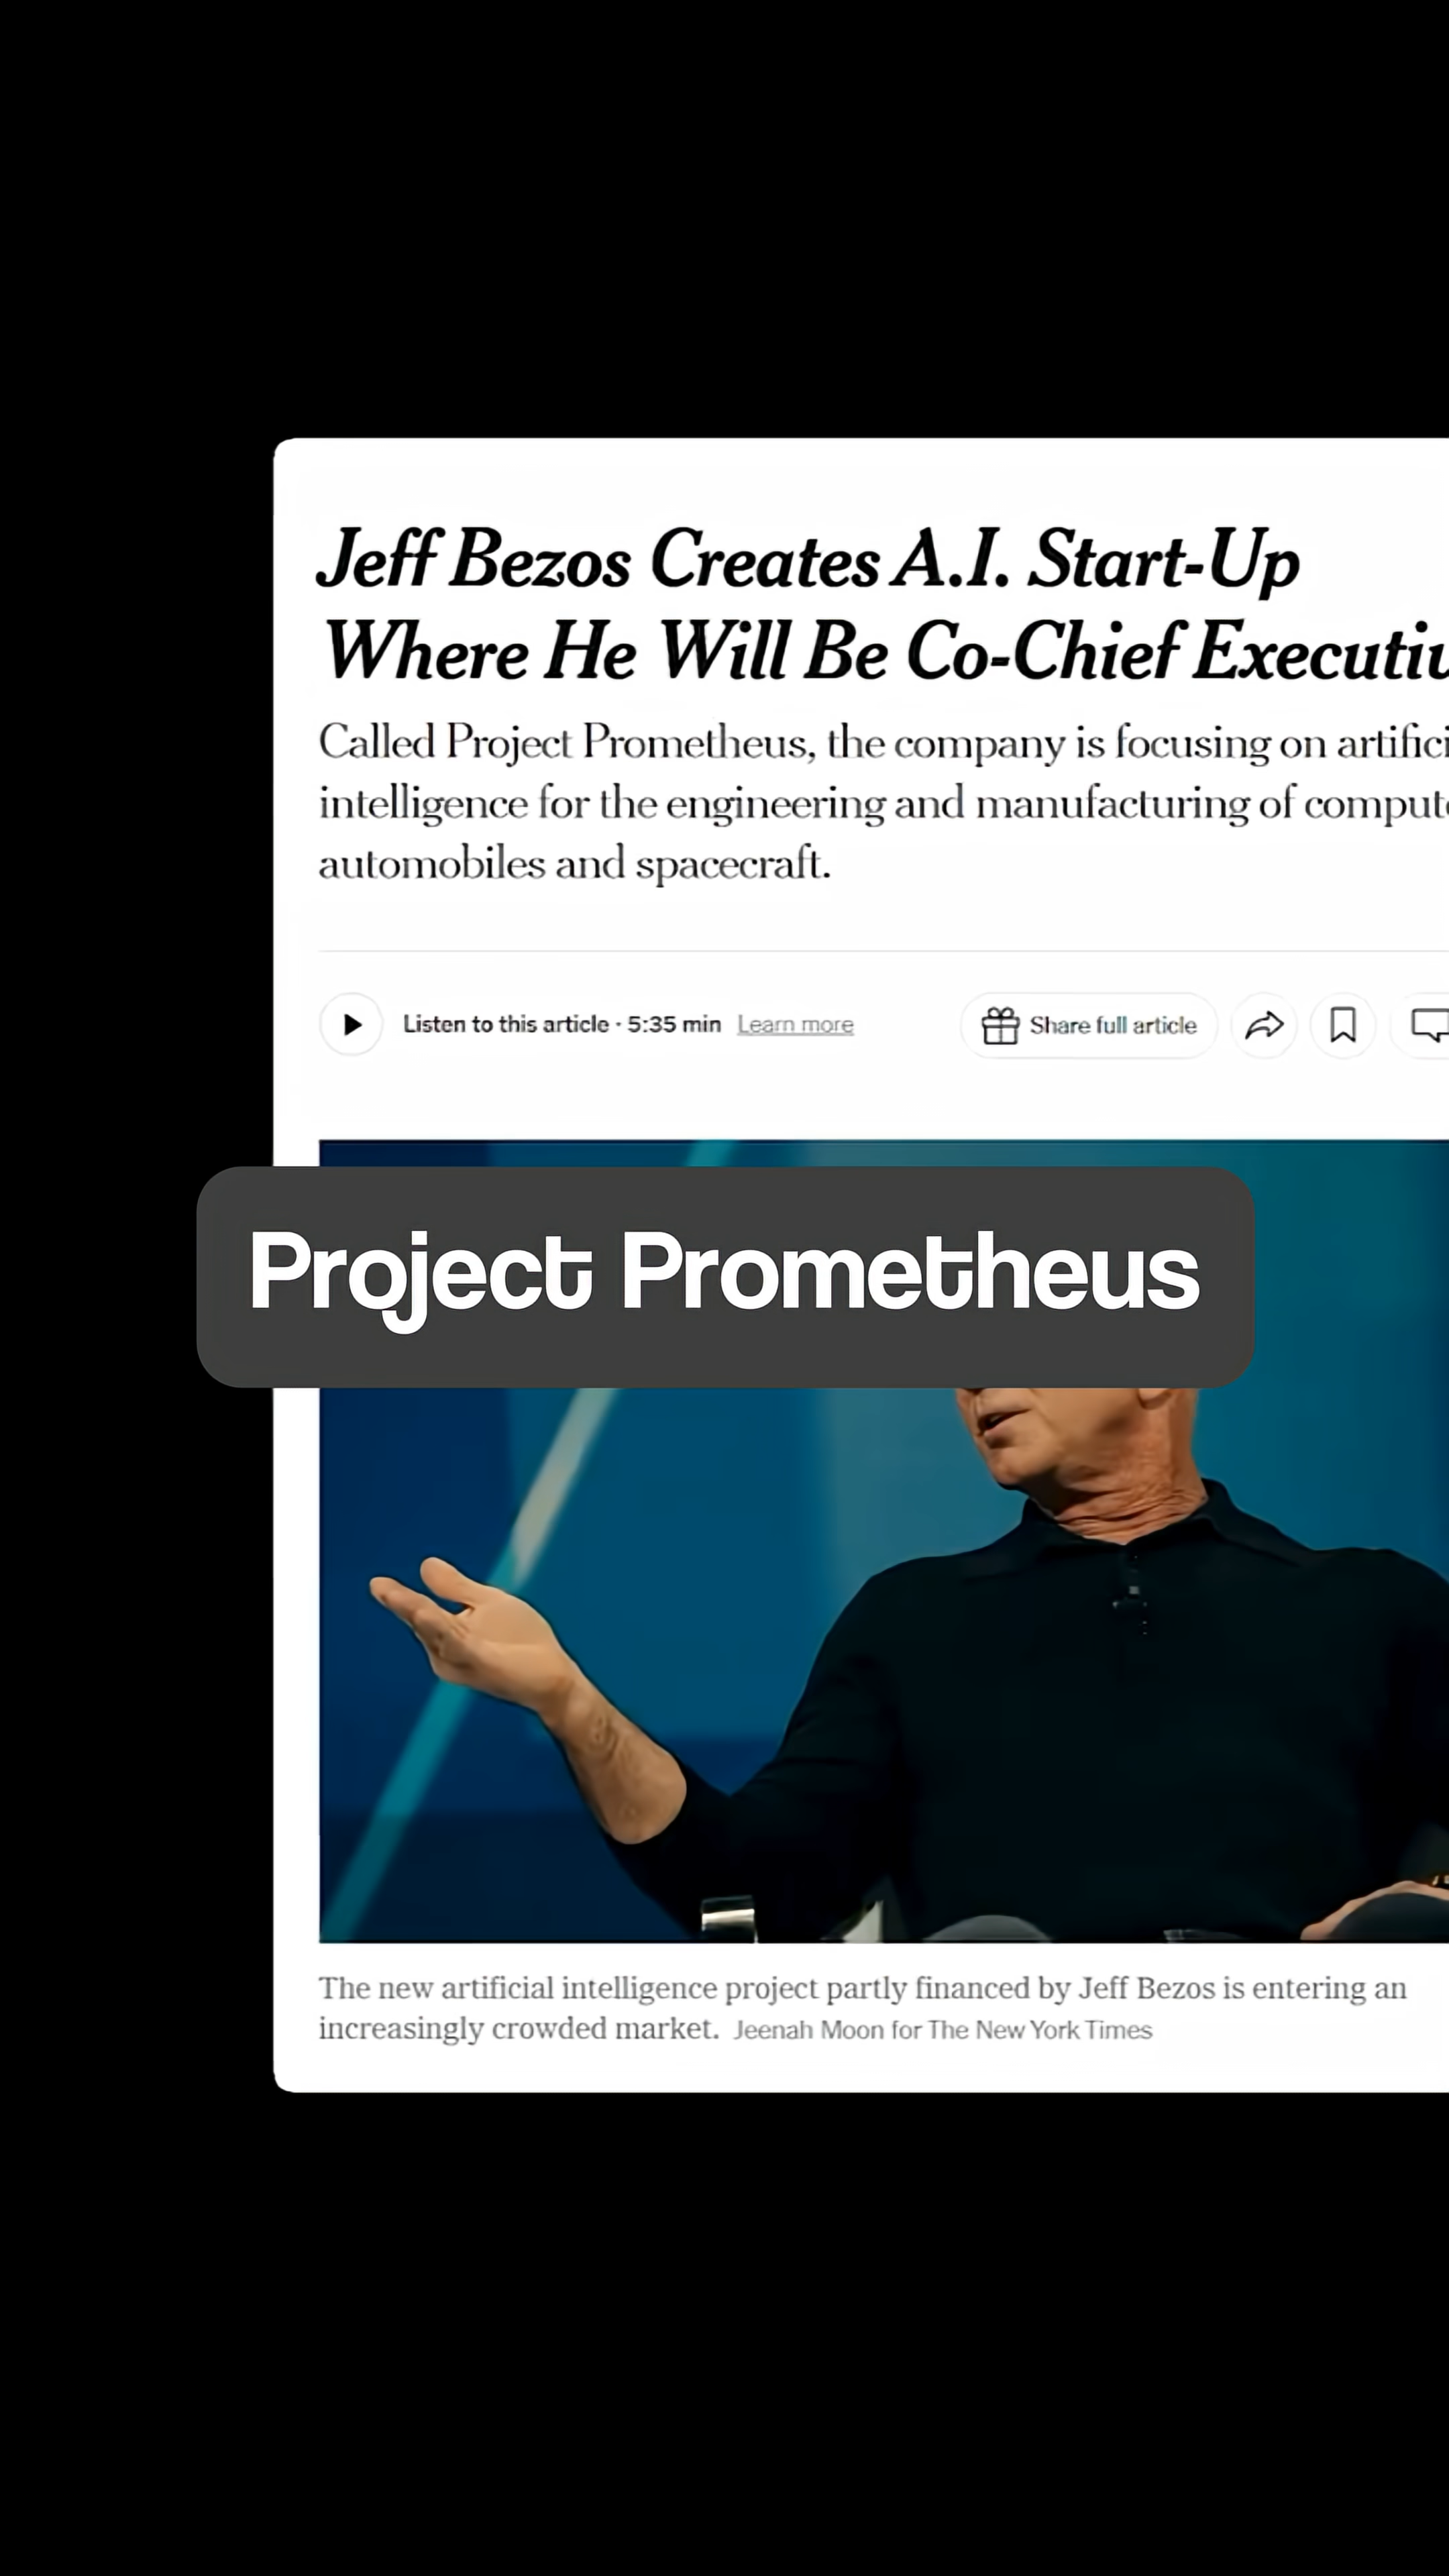 Jeff Bezos Creates A.I. Start-Up
Where He Will Be Co-Chief
Called Project Prometheus, the company is focusing on
intelligence for the engineering and manufacturing of
automobiles and spacecraft.
Listen to this article · 5:35 min Learn more
Share full article
Project Prometheus
The new artificial intelligence project partly financed by Jeff Bezos is entering an
increasingly crowded market. Jeenah Moon for The New York Times